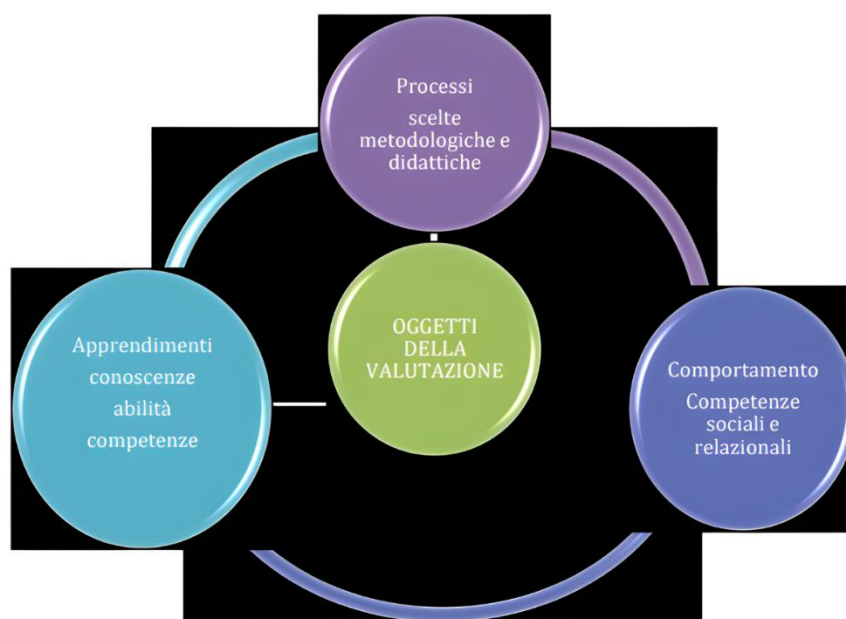 Processi
scelte
metodologiche e
didattiche
OGGETTI
DELLA
VALUTAZIONE
Apprendimenti
conoscenze
abilità
competenze
Comportamento
Competenze
sociali e
relazionali